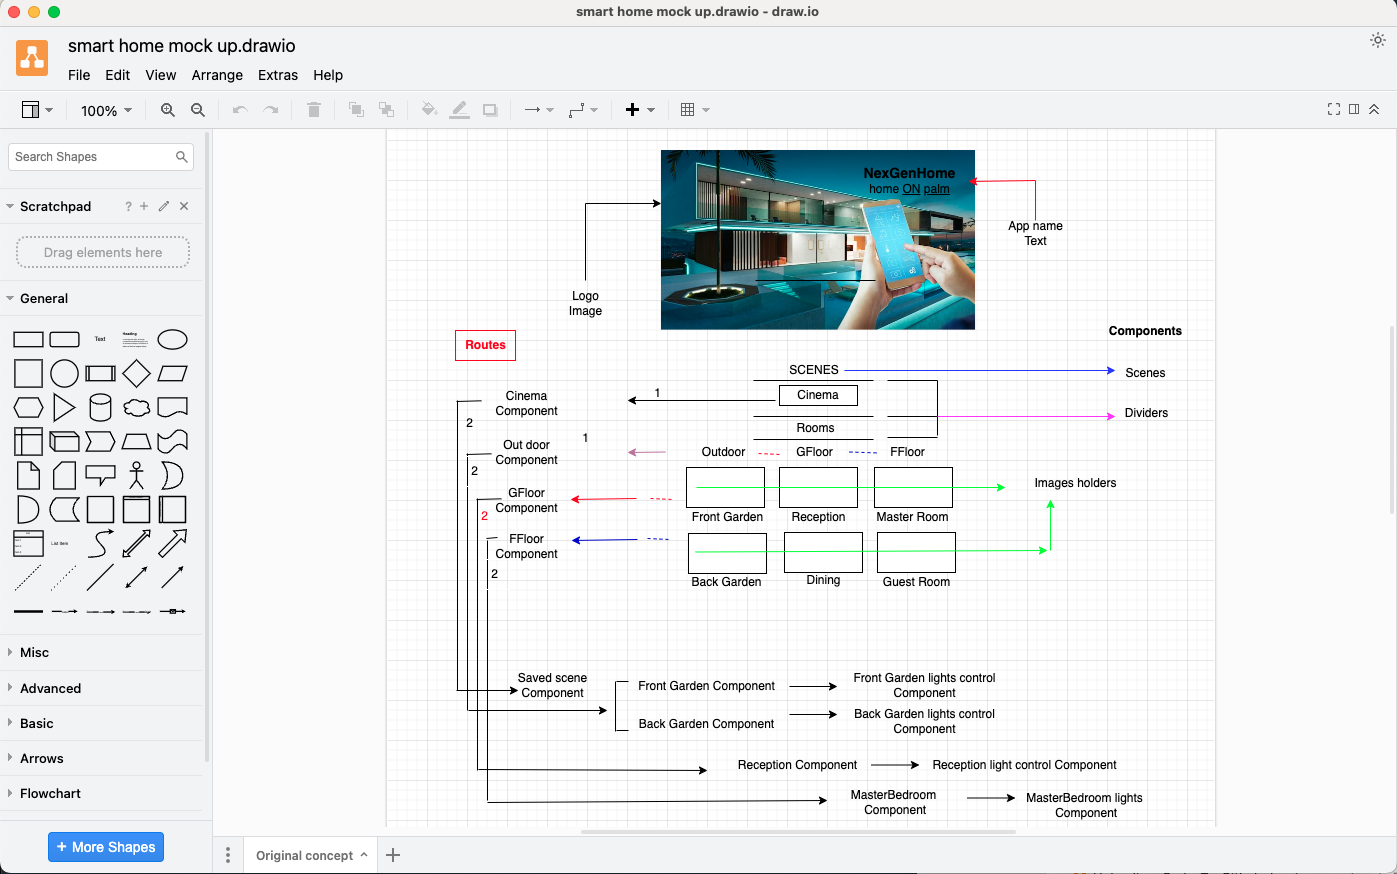 smart home mock up.drawio - draw.io
smart home mock up.drawio
File Edit View Arrange Extras Help
100%
Search Shapes
Scratchpad
?
Drag elements here
General
Text
Heading
List Item
Misc
Advanced
Basic
Arrows
Flowchart
+ More Shapes
NexGenHome
home ON palm
App name
Text
Logo
Image
Components
Routes
SCENES
Scenes
Cinema
Component
1
Cinema
2
Dividers
Rooms
1
Out door
Component
Outdoor
GFloor
FFloor
2
Images holders
GFloor
Component
2
Front Garden
Reception
Master Room
FFloor
Component
2
Back Garden
Dining
Guest Room
Saved scene
Component
Front Garden Component
Front Garden lights control
Component
Back Garden Component
Back Garden lights control
Component
Reception Component
Reception light control Component
MasterBedroom
Component
MasterBedroom lights
Component
Original concept